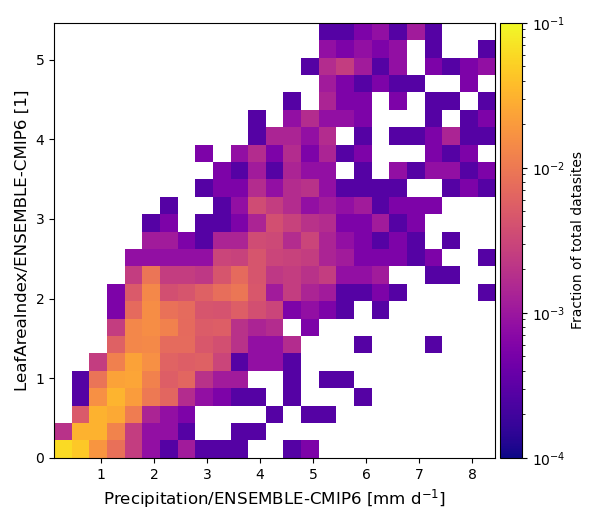 LeafAreaIndex/ENSEMBLE-CMIP6 [1]
5
4
3
2
1
0
1 2 3 4 5 6 7 8
Precipitation/ENSEMBLE-CMIP6 [mm d⁻¹]
10⁻¹
10⁻²
10⁻³
10⁻⁴
Fraction of total datasites